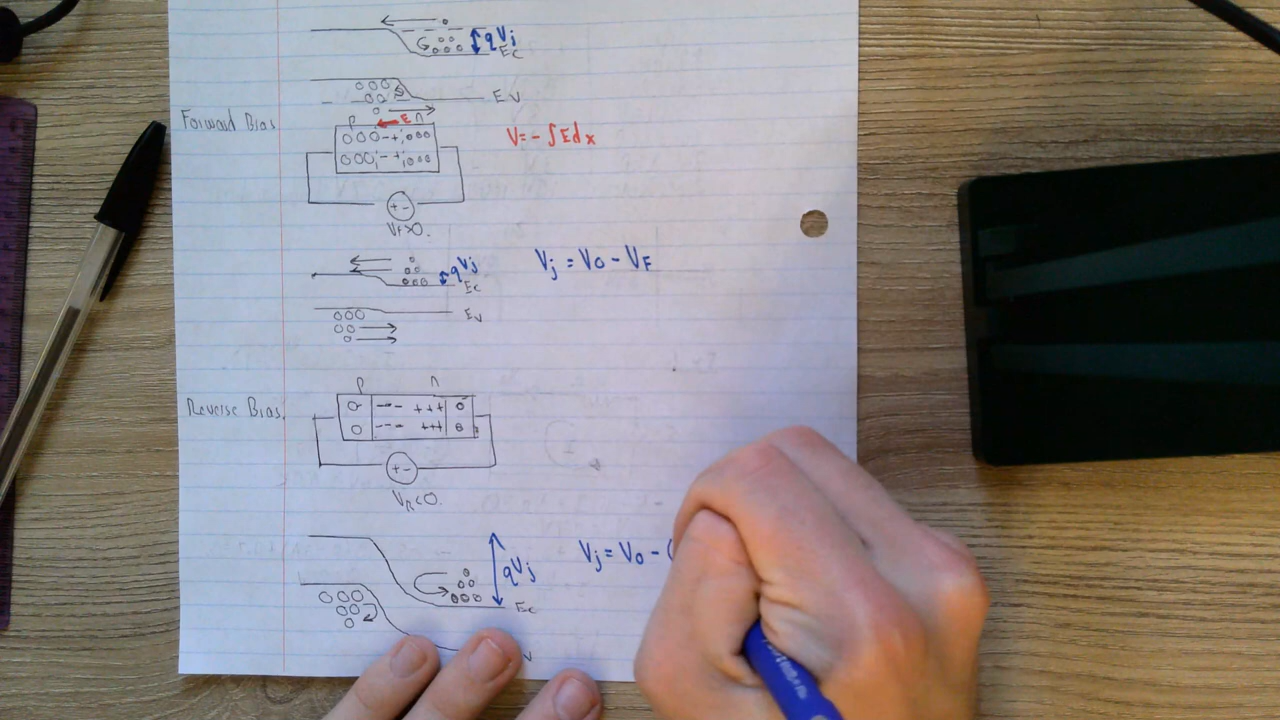 qVj
Ec
Ev
Forward Bias
p E n
V = - ∫Edx
+ -
Vf>0.
qVj
Vj = V0 - VF
Ec
Ev
p n
Reverse Bias.
--- +++
--- +++
+ -
VR<0.
qVj
Vj = V0 - (
Ec
v